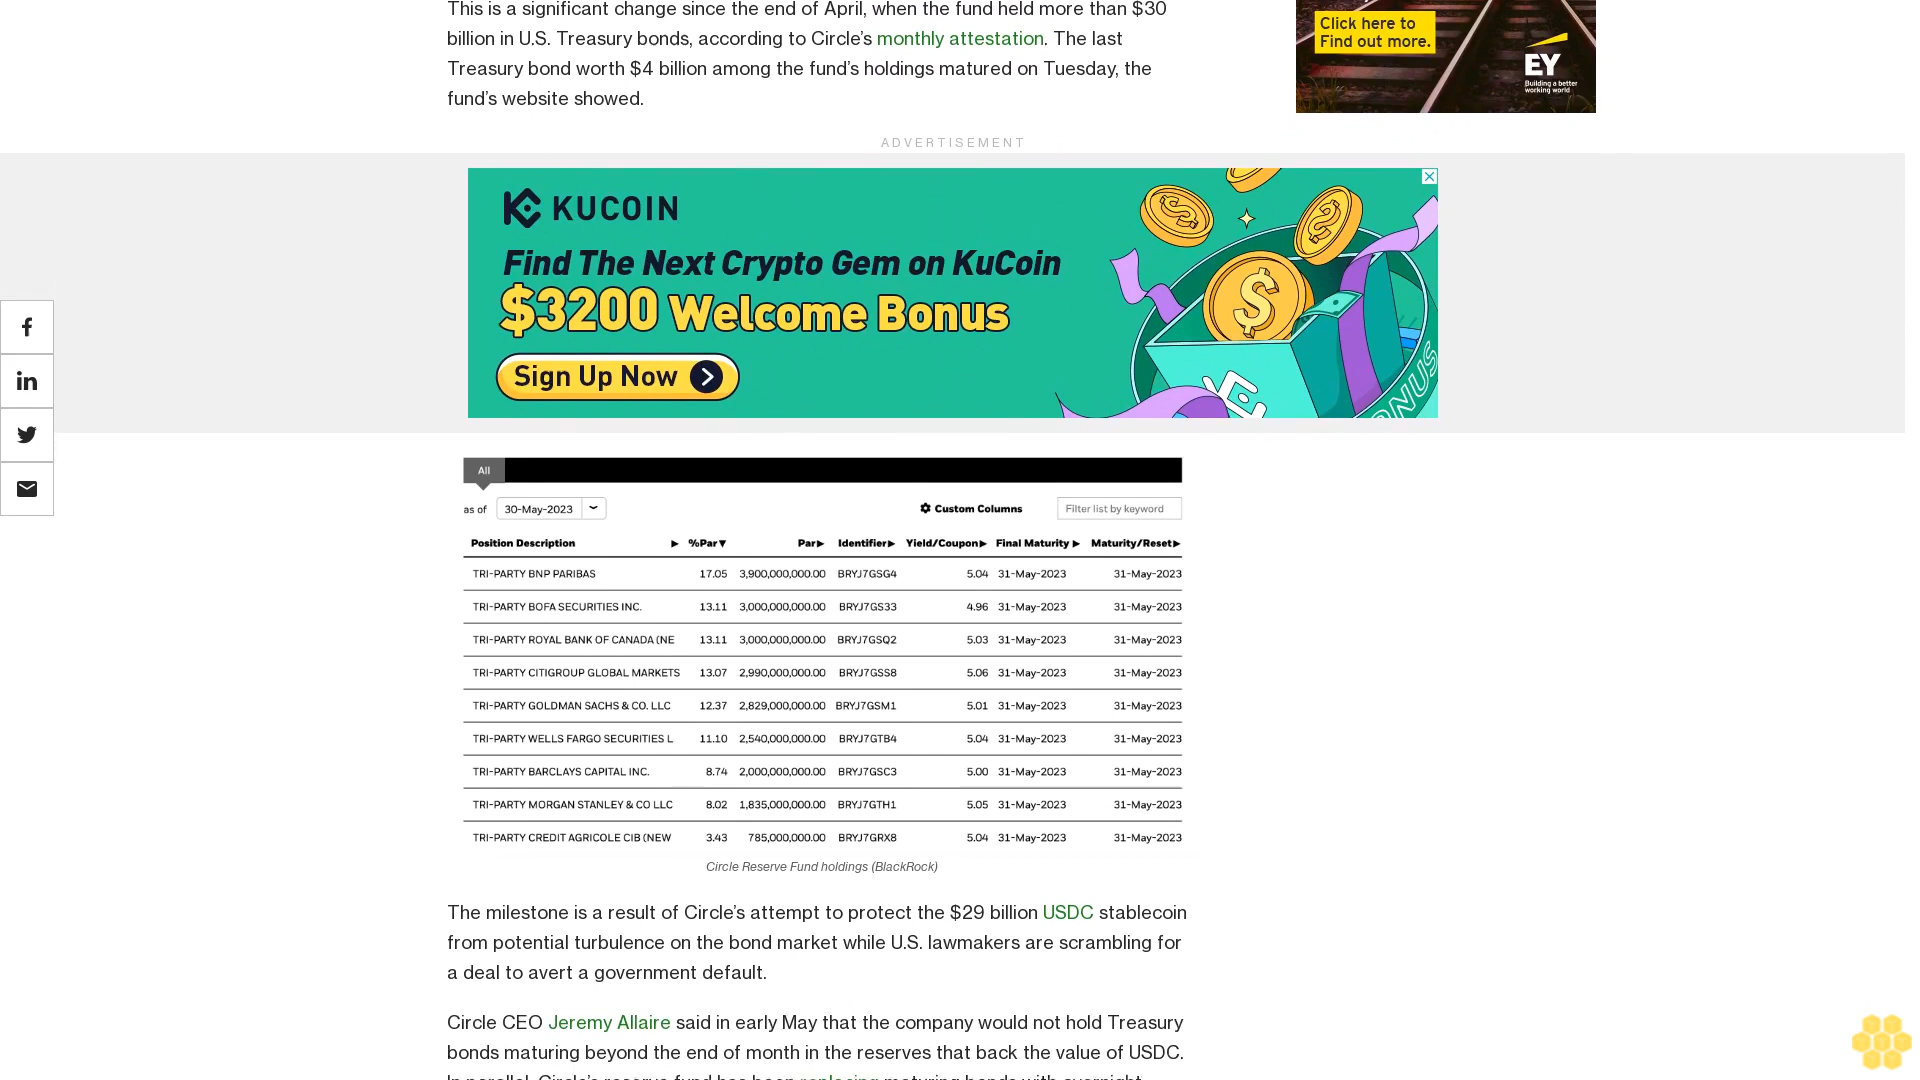 This is a significant change since the end of April, when the fund held more than $30
billion in U.S. Treasury bonds, according to Circle’s monthly attestation. The last
Treasury bond worth $4 billion among the fund’s holdings matured on Tuesday, the
fund’s website showed.
Click here to
Find out more.
EY
Building a better
working world
ADVERTISEMENT
KUCOIN
Find The Next Crypto Gem on KuCoin
$3200 Welcome Bonus
Sign Up Now
BONUS
All
as of 30-May-2023 Custom Columns Filter list by keyword
Position Description %Par Par Identifier Yield/Coupon Final Maturity Maturity/Reset
TRI-PARTY BNP PARIBAS 17.05 3,900,000,000.00 BRYJ7GSG4 5.04 31-May-2023 31-May-2023
TRI-PARTY BOFA SECURITIES INC. 13.11 3,000,000,000.00 BRYJ7GS33 4.96 31-May-2023 31-May-2023
TRI-PARTY ROYAL BANK OF CANADA (NE 13.11 3,000,000,000.00 BRYJ7GSQ2 5.03 31-May-2023 31-May-2023
TRI-PARTY CITIGROUP GLOBAL MARKETS 13.07 2,990,000,000.00 BRYJ7GSS8 5.06 31-May-2023 31-May-2023
TRI-PARTY GOLDMAN SACHS & CO. LLC 12.37 2,829,000,000.00 BRYJ7GSM1 5.01 31-May-2023 31-May-2023
TRI-PARTY WELLS FARGO SECURITIES L 11.10 2,540,000,000.00 BRYJ7GTB4 5.04 31-May-2023 31-May-2023
TRI-PARTY BARCLAYS CAPITAL INC. 8.74 2,000,000,000.00 BRYJ7GSC3 5.00 31-May-2023 31-May-2023
TRI-PARTY MORGAN STANLEY & CO LLC 8.02 1,835,000,000.00 BRYJ7GTH1 5.05 31-May-2023 31-May-2023
TRI-PARTY CREDIT AGRICOLE CIB (NEW 3.43 785,000,000.00 BRYJ7GRX8 5.04 31-May-2023 31-May-2023
Circle Reserve Fund holdings (BlackRock)
The milestone is a result of Circle’s attempt to protect the $29 billion USDC stablecoin
from potential turbulence on the bond market while U.S. lawmakers are scrambling for
a deal to avert a government default.
Circle CEO Jeremy Allaire said in early May that the company would not hold Treasury
bonds maturing beyond the end of month in the reserves that back the value of USDC.
In parallel, Circle’s reserve fund has been replacing maturing bonds with overnight